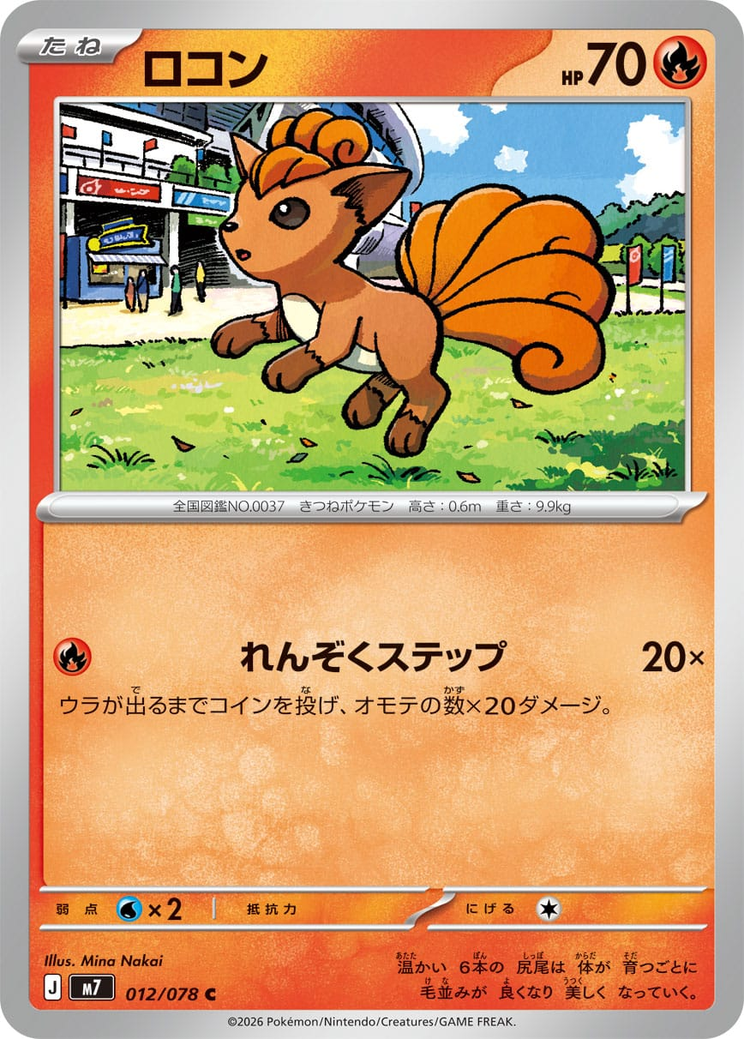 たね
ロコン
HP70
全国図鑑NO.0037 きつねポケモン 高さ:0.6m 重さ:9.9kg
れんぞくステップ 20×
ウラが出るまでコインを投げ、オモテの数×20ダメージ。
弱点 ×2 抵抗力 にげる
Illus. Mina Nakai
温かい 6本の 尻尾は 体が 育つごとに
毛並みが 良くなり 美しく なっていく。
J M7 012/078 C
©2026 Pokémon/Nintendo/Creatures/GAME FREAK.